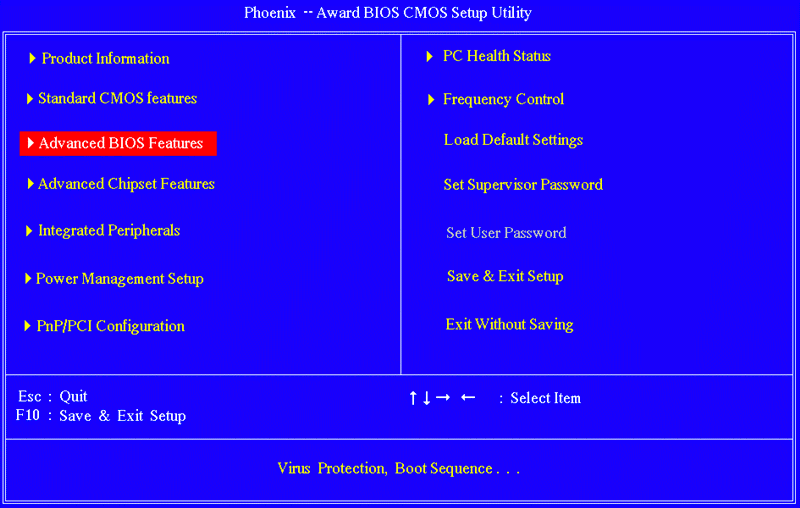 Phoenix -- Award BIOS CMOS Setup Utility
Product Information
Standard CMOS features
Advanced BIOS Features
Advanced Chipset Features
Integrated Peripherals
Power Management Setup
PnP/PCI Configuration
PC Health Status
Frequency Control
Load Default Settings
Set Supervisor Password
Set User Password
Save & Exit Setup
Exit Without Saving
Esc : Quit
F10 : Save & Exit Setup
↑ ↓ → ← : Select Item
Virus Protection, Boot Sequence . . .